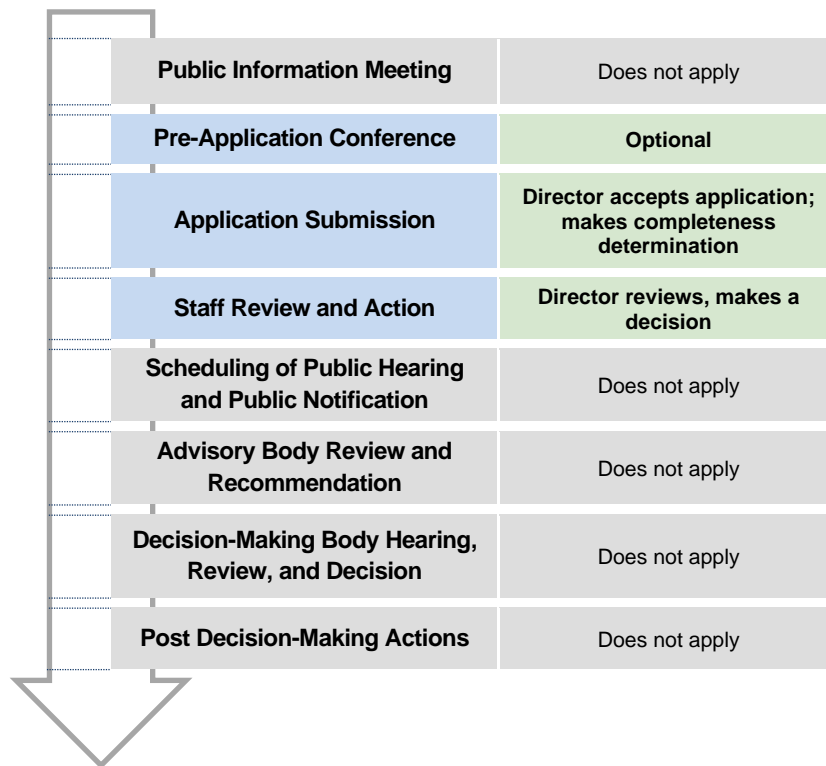 Public Information Meeting
Does not apply
Pre-Application Conference
Optional
Application Submission
Director accepts application;
makes completeness
determination
Staff Review and Action
Director reviews, makes a
decision
Scheduling of Public Hearing
and Public Notification
Does not apply
Advisory Body Review and
Recommendation
Does not apply
Decision-Making Body Hearing,
Review, and Decision
Does not apply
Post Decision-Making Actions
Does not apply